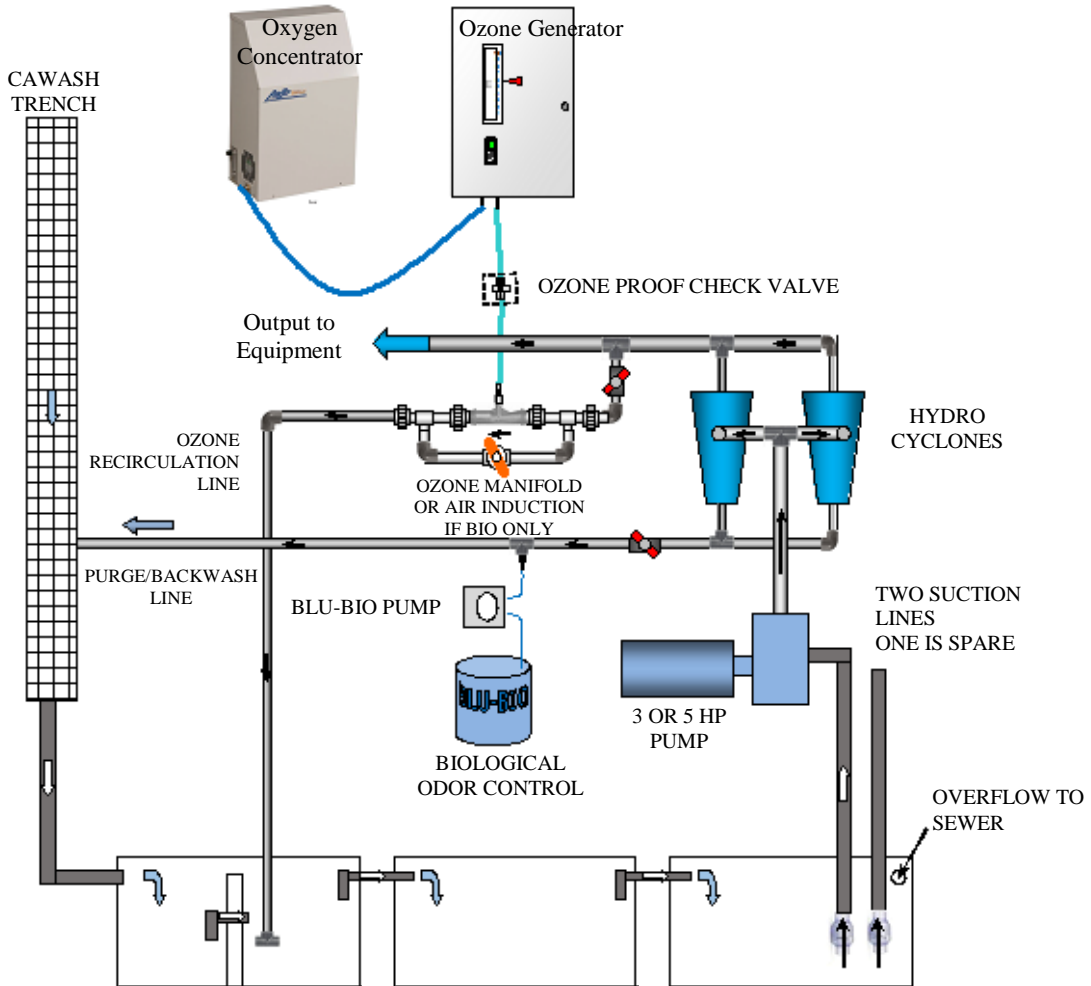 Oxygen
Concentrator
Ozone Generator
CAWASH
TRENCH
OZONE PROOF CHECK VALVE
Output to
Equipment
HYDRO
CYCLONES
OZONE
RECIRCULATION
LINE
OZONE MANIFOLD
OR AIR INDUCTION
IF BIO ONLY
PURGE/BACKWASH
LINE
BLU-BIO PUMP
TWO SUCTION
LINES
ONE IS SPARE
BLU-BIO
3 OR 5 HP
PUMP
BIOLOGICAL
ODOR CONTROL
OVERFLOW TO
SEWER